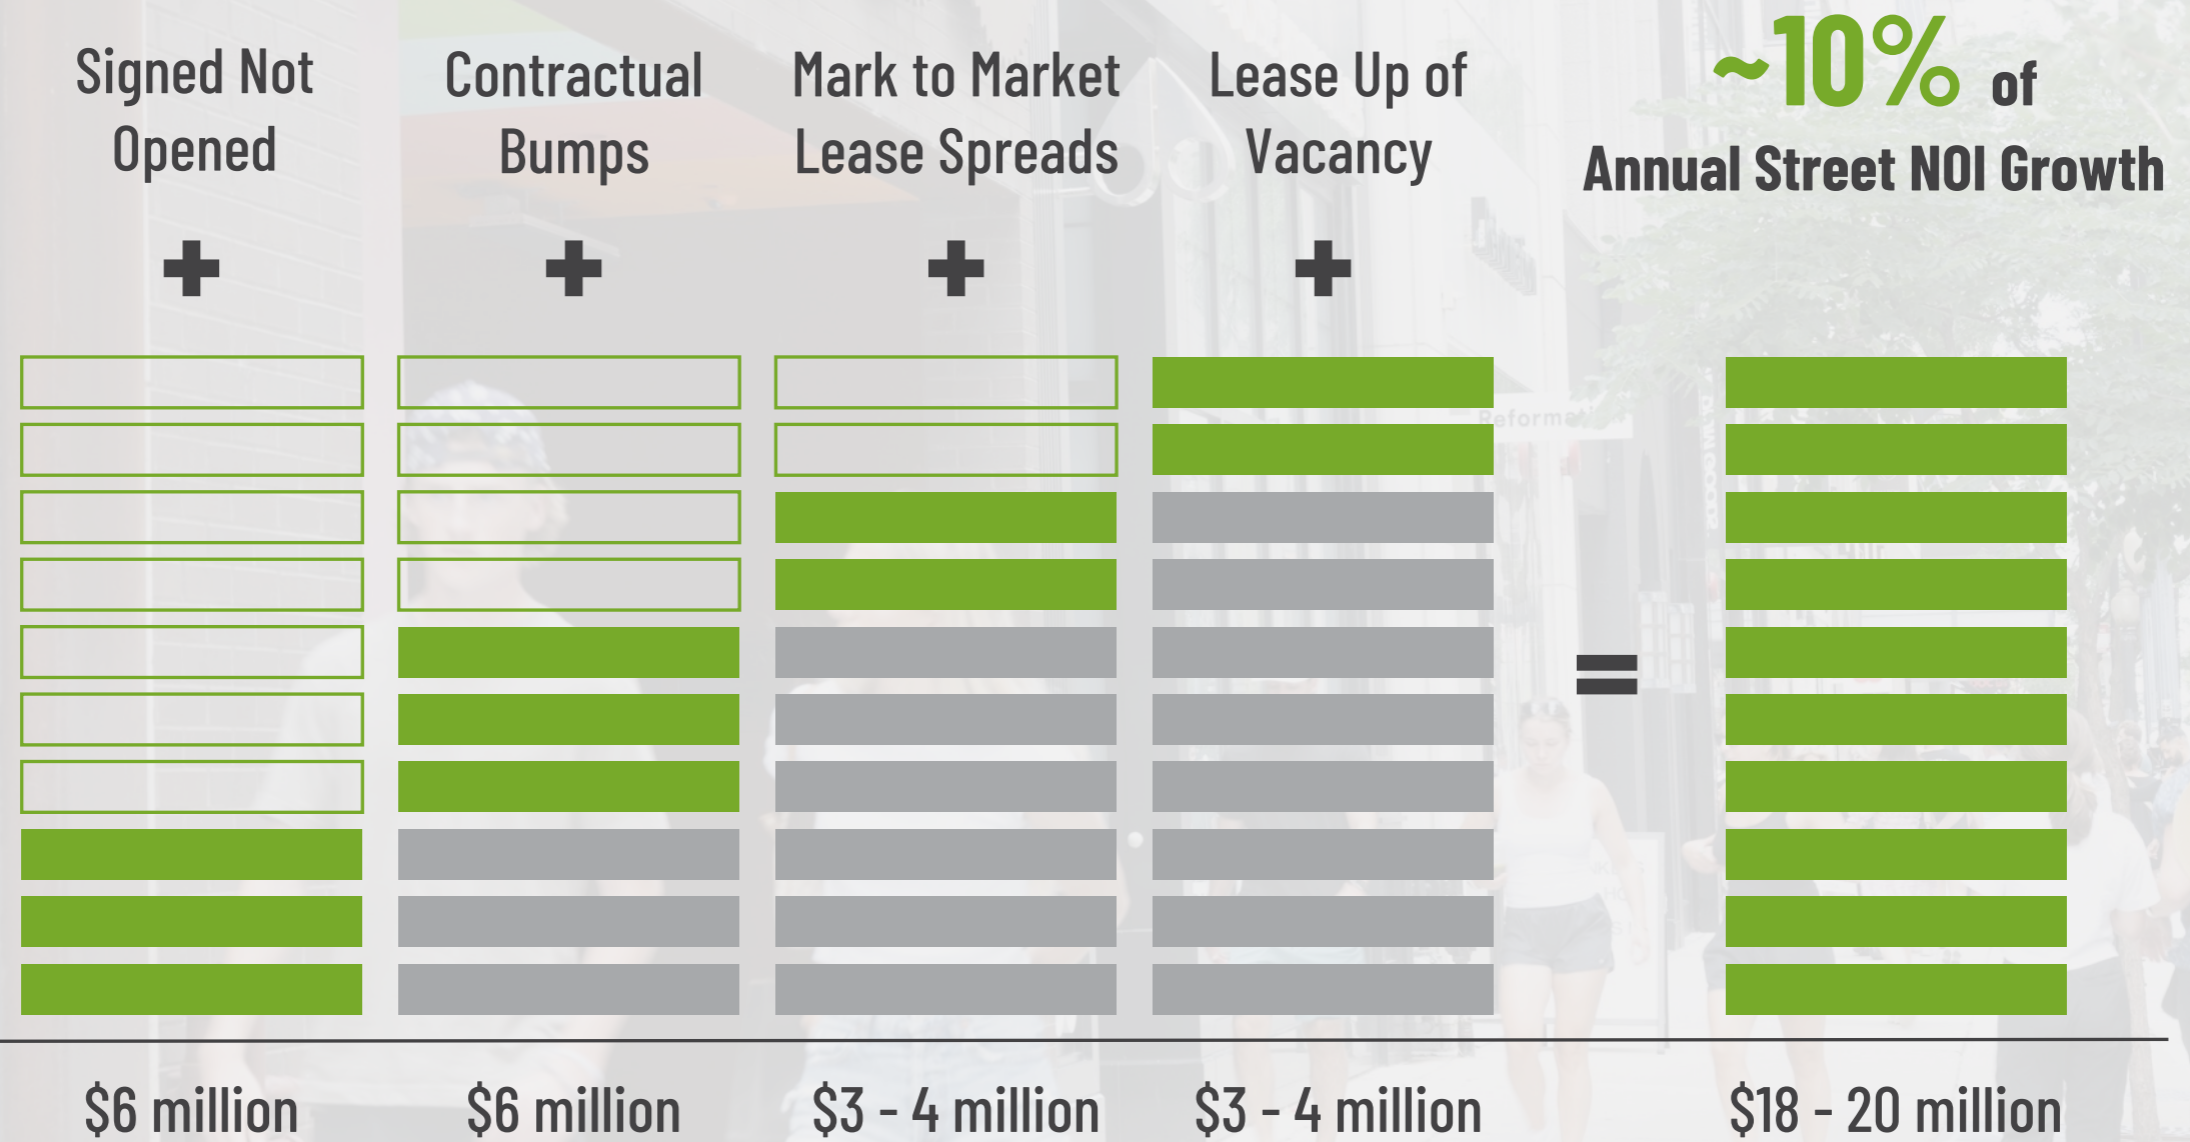 Signed Not
Opened
Contractual
Bumps
Mark to Market
Lease Spreads
Lease Up of
Vacancy
~10% of
Annual Street NOI Growth
+
+
+
+
=
$6 million
$6 million
$3 - 4 million
$3 - 4 million
$18 - 20 million